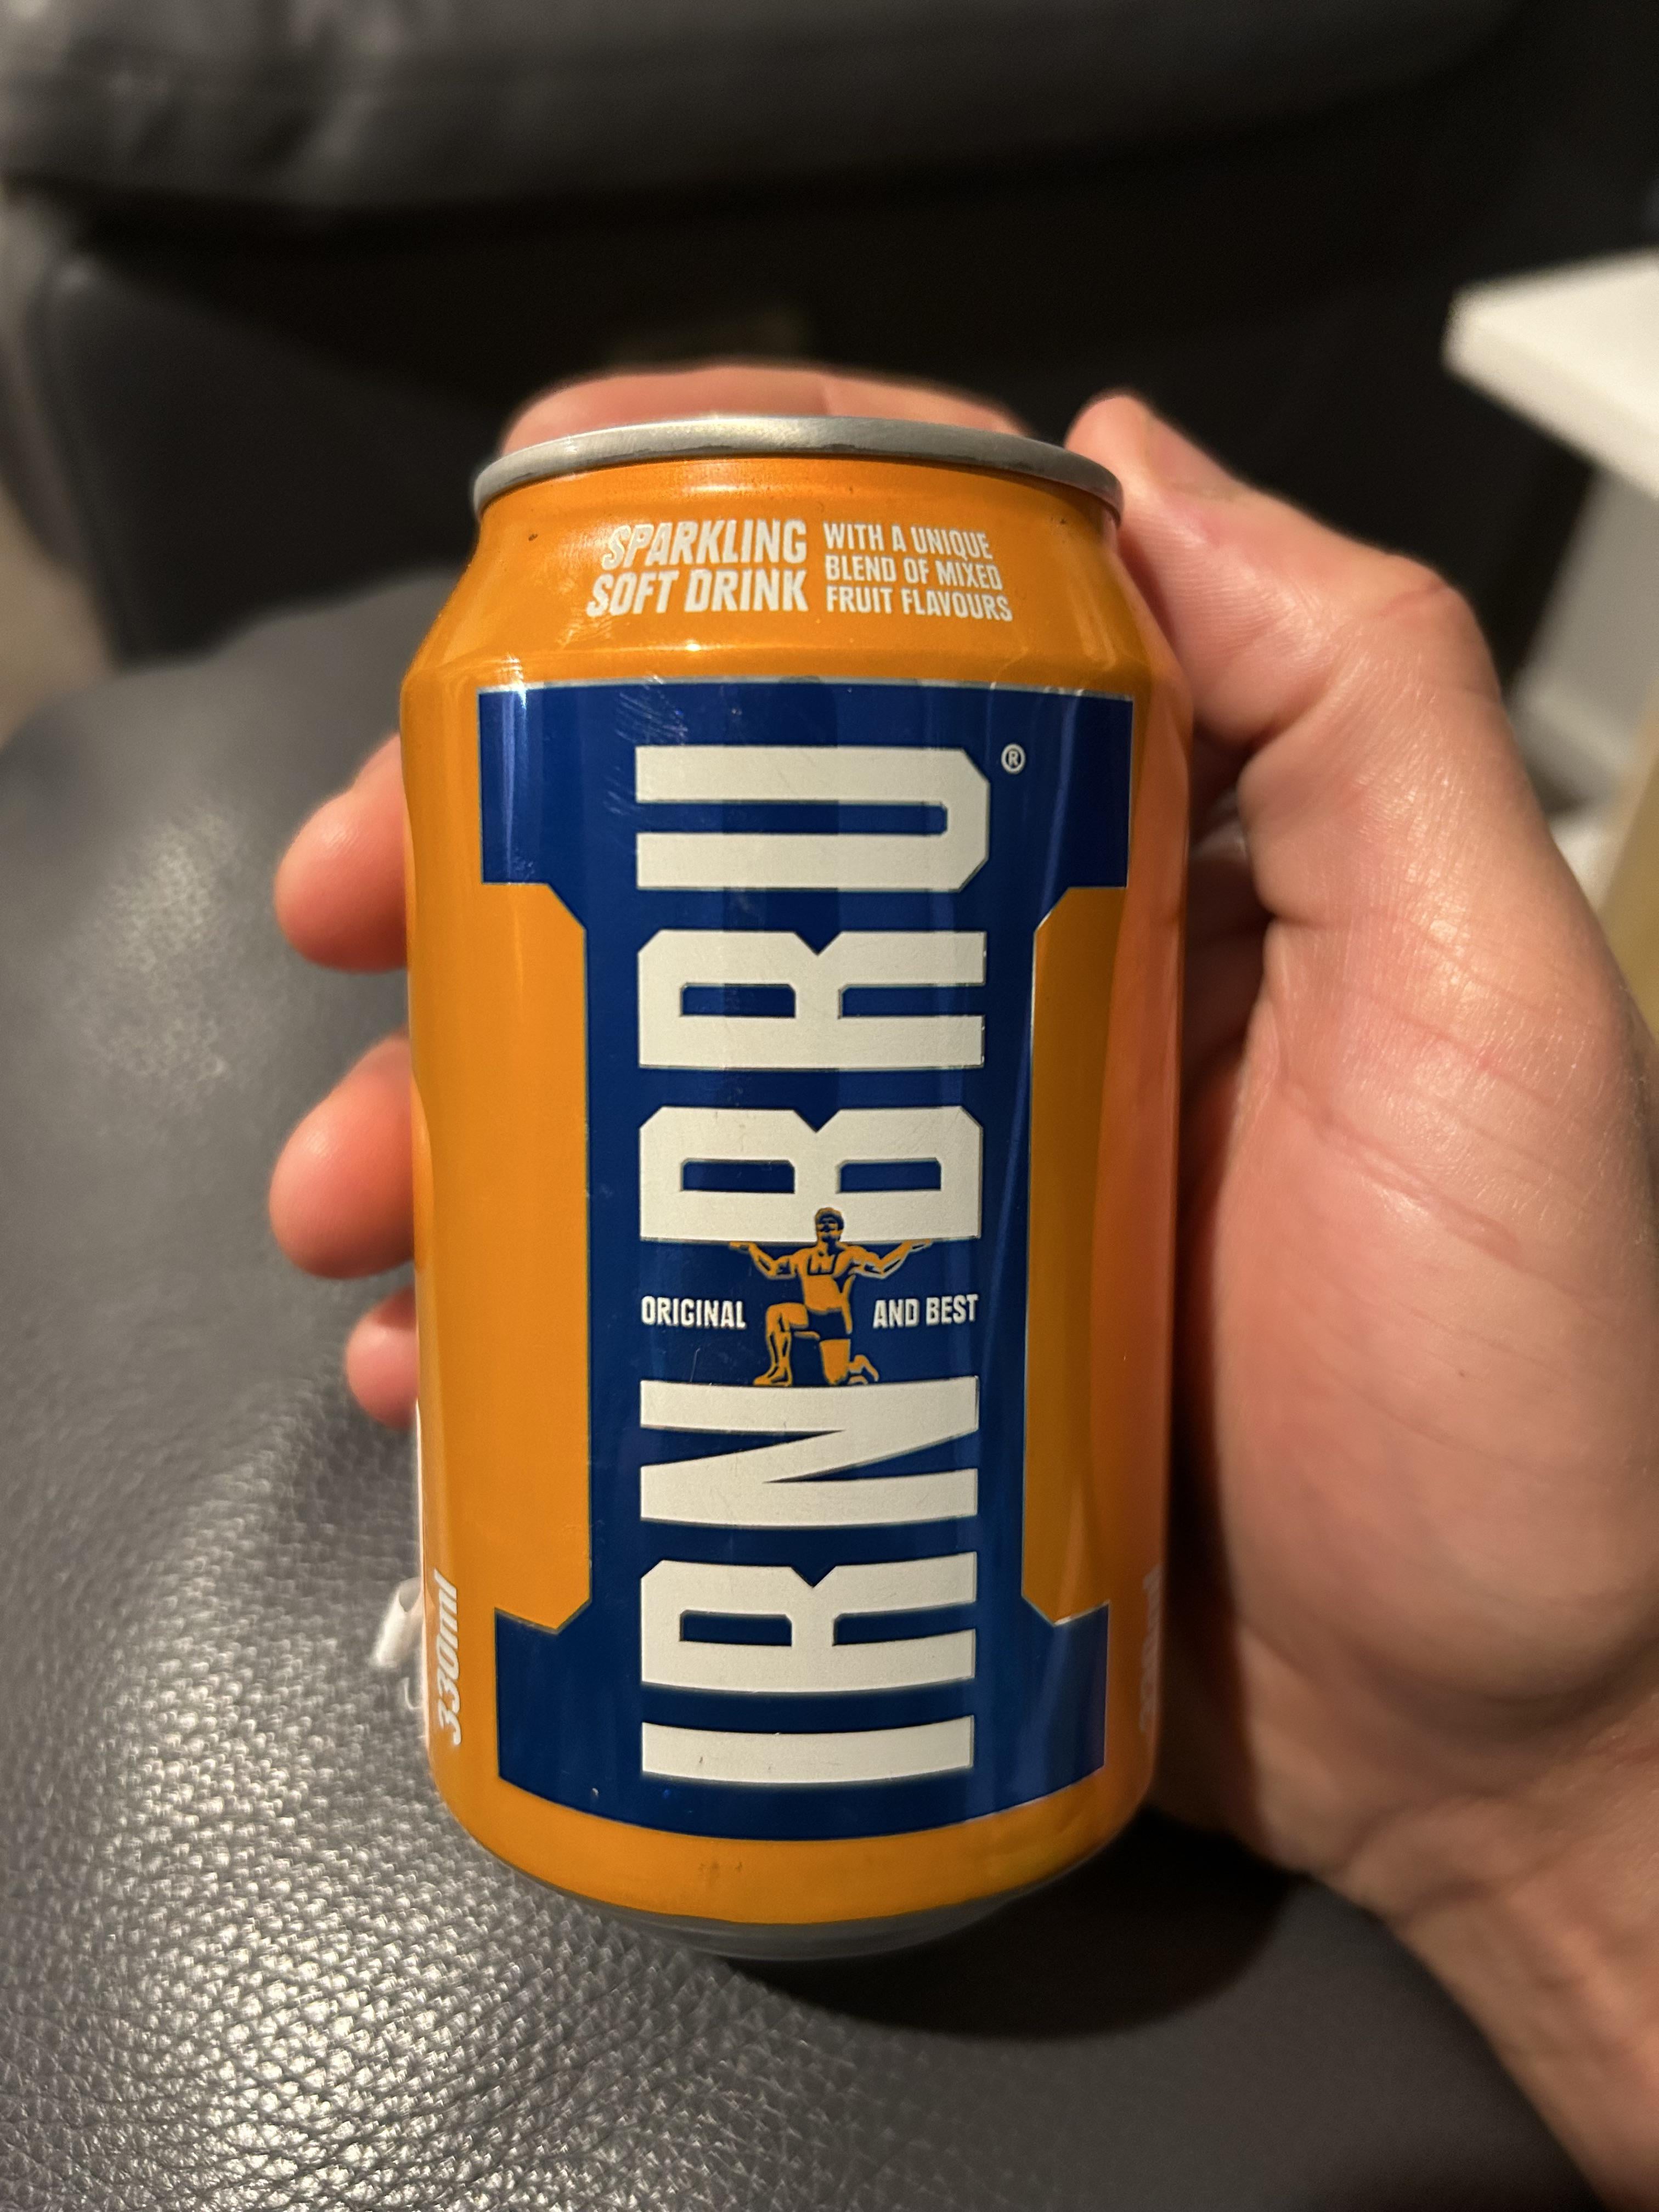 SPARKLING
SOFT DRINK
WITH A UNIQUE
BLEND OF MIXED
FRUIT FLAVOURS
IRN BRU®
ORIGINAL AND BEST
330ml